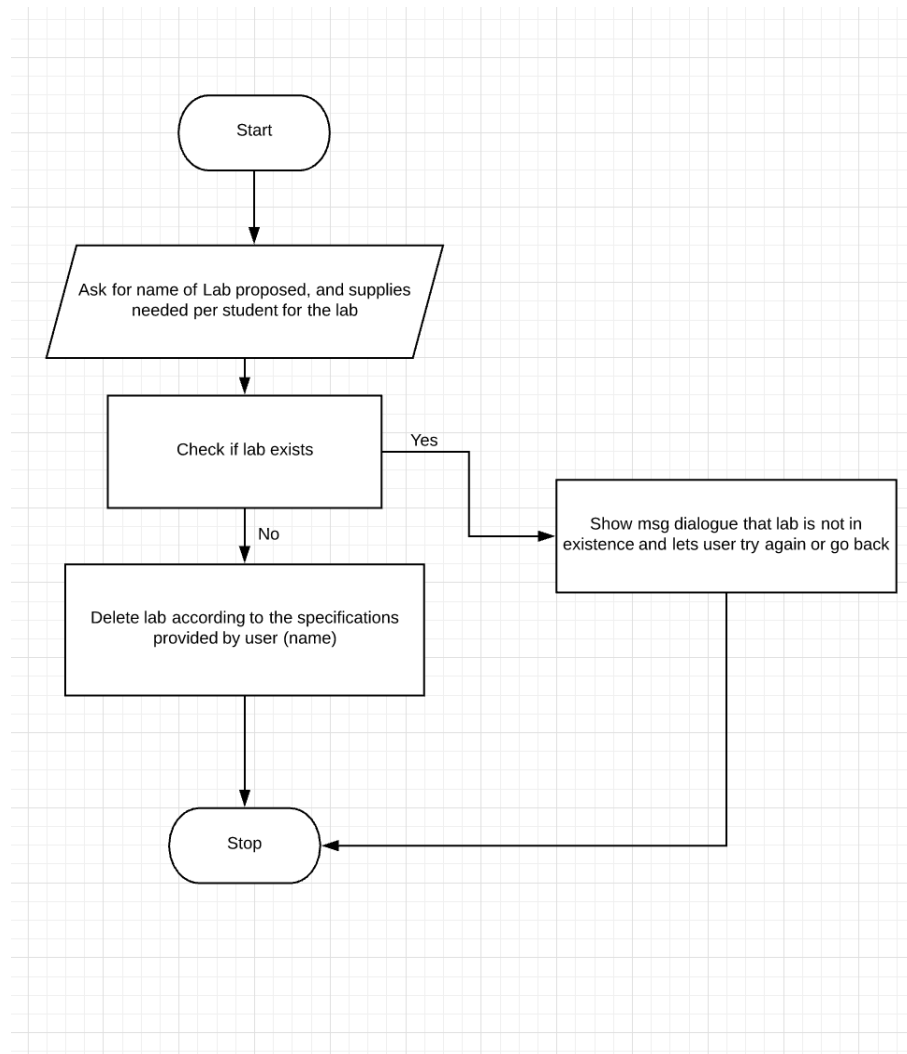 Start
Ask for name of Lab proposed, and supplies
needed per student for the lab
Check if lab exists
Yes
Show msg dialogue that lab is not in
existence and lets user try again or go back
No
Delete lab according to the specifications
provided by user (name)
Stop